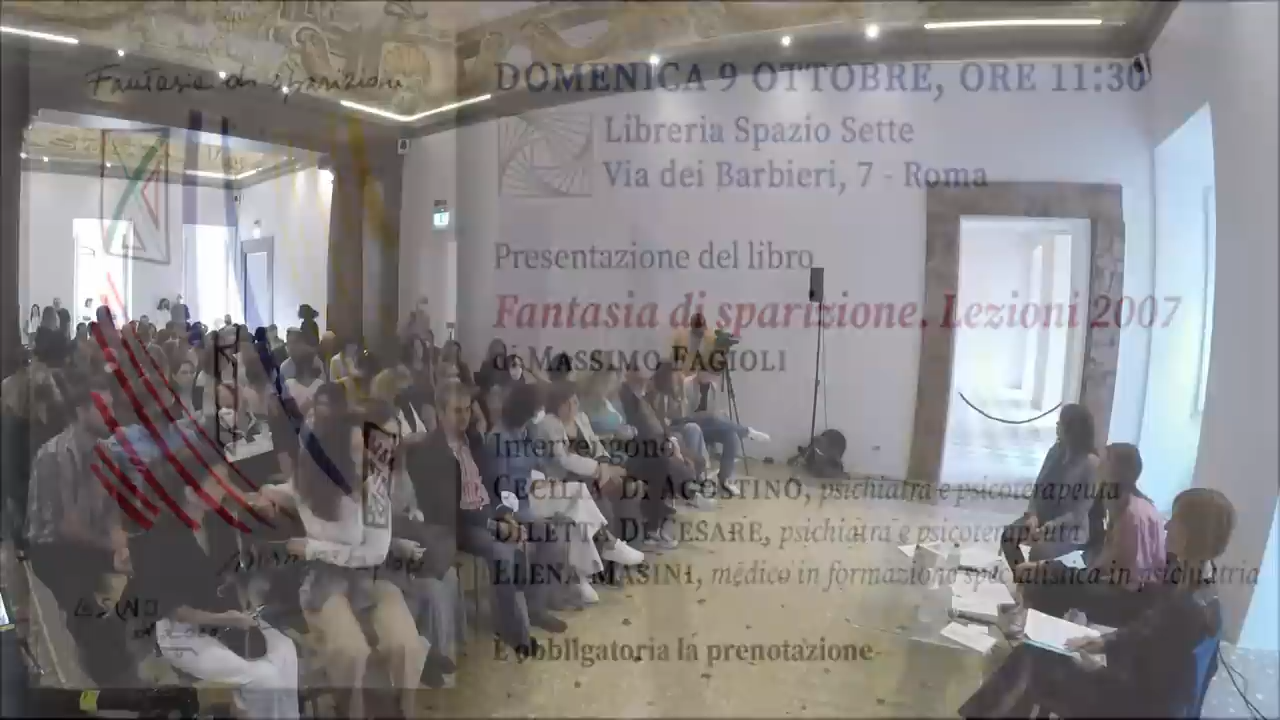 Fantasia di sparizione
DOMENICA 9 OTTOBRE, ORE 11:30
Libreria Spazio Sette
Via dei Barbieri, 7 - Roma
Presentazione del libro
Fantasia di sparizione. Lezioni 2007
di MASSIMO FAGIOLI
Intervengono
CECILIA DI AGOSTINO, psichiatra e psicoterapeuta
DILETTA DI CESARE, psichiatra e psicoterapeuta
ELENA MASINI, medico in formazione specialistica in psichiatria
È obbligatoria la prenotazione